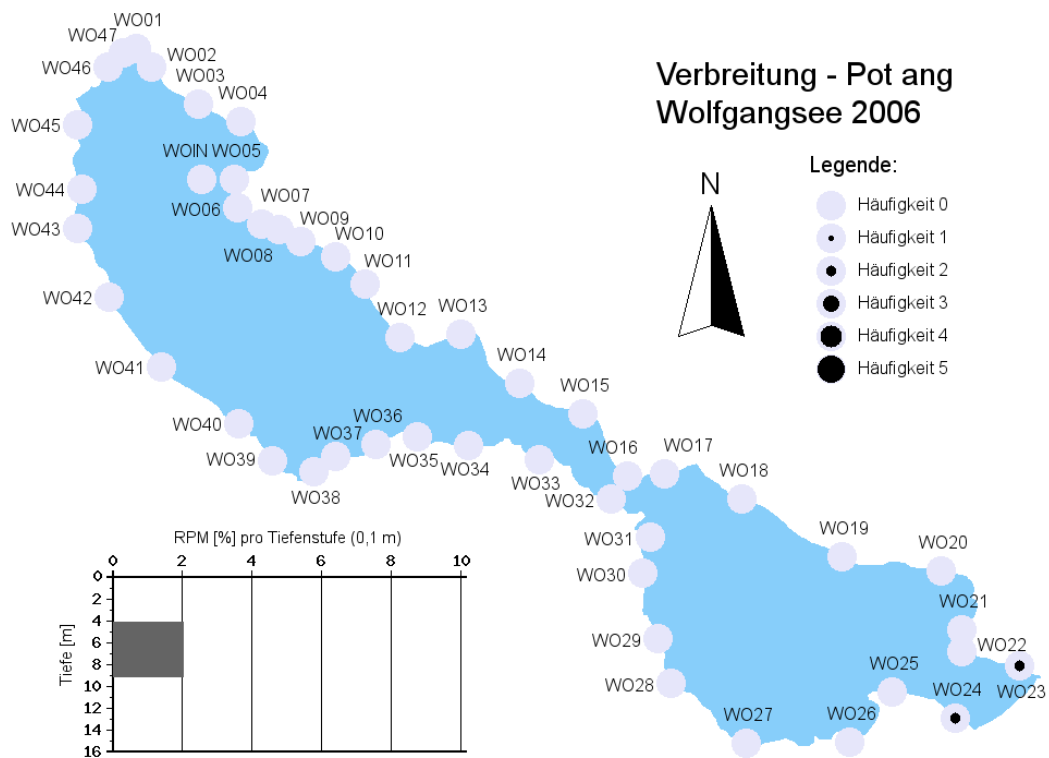 Verbreitung - Pot ang
Wolfgangsee 2006
Legende:
Häufigkeit 0
Häufigkeit 1
Häufigkeit 2
Häufigkeit 3
Häufigkeit 4
Häufigkeit 5
N
WO01
WO47
WO02
WO46
WO03
WO04
WO45
WOIN
WO05
WO44
WO06
WO07
WO43
WO08
WO09
WO10
WO11
WO42
WO12
WO13
WO41
WO14
WO15
WO40
WO36
WO37
WO39
WO35
WO34
WO38
WO33
WO16
WO17
WO32
WO18
WO31
WO19
WO20
WO30
WO21
WO29
WO22
WO28
WO25
WO24
WO23
WO27
WO26
RPM [%] pro Tiefenstufe (0,1 m)
0 2 4 6 8 10
Tiefe [m]
0
2
4
6
8
10
12
14
16